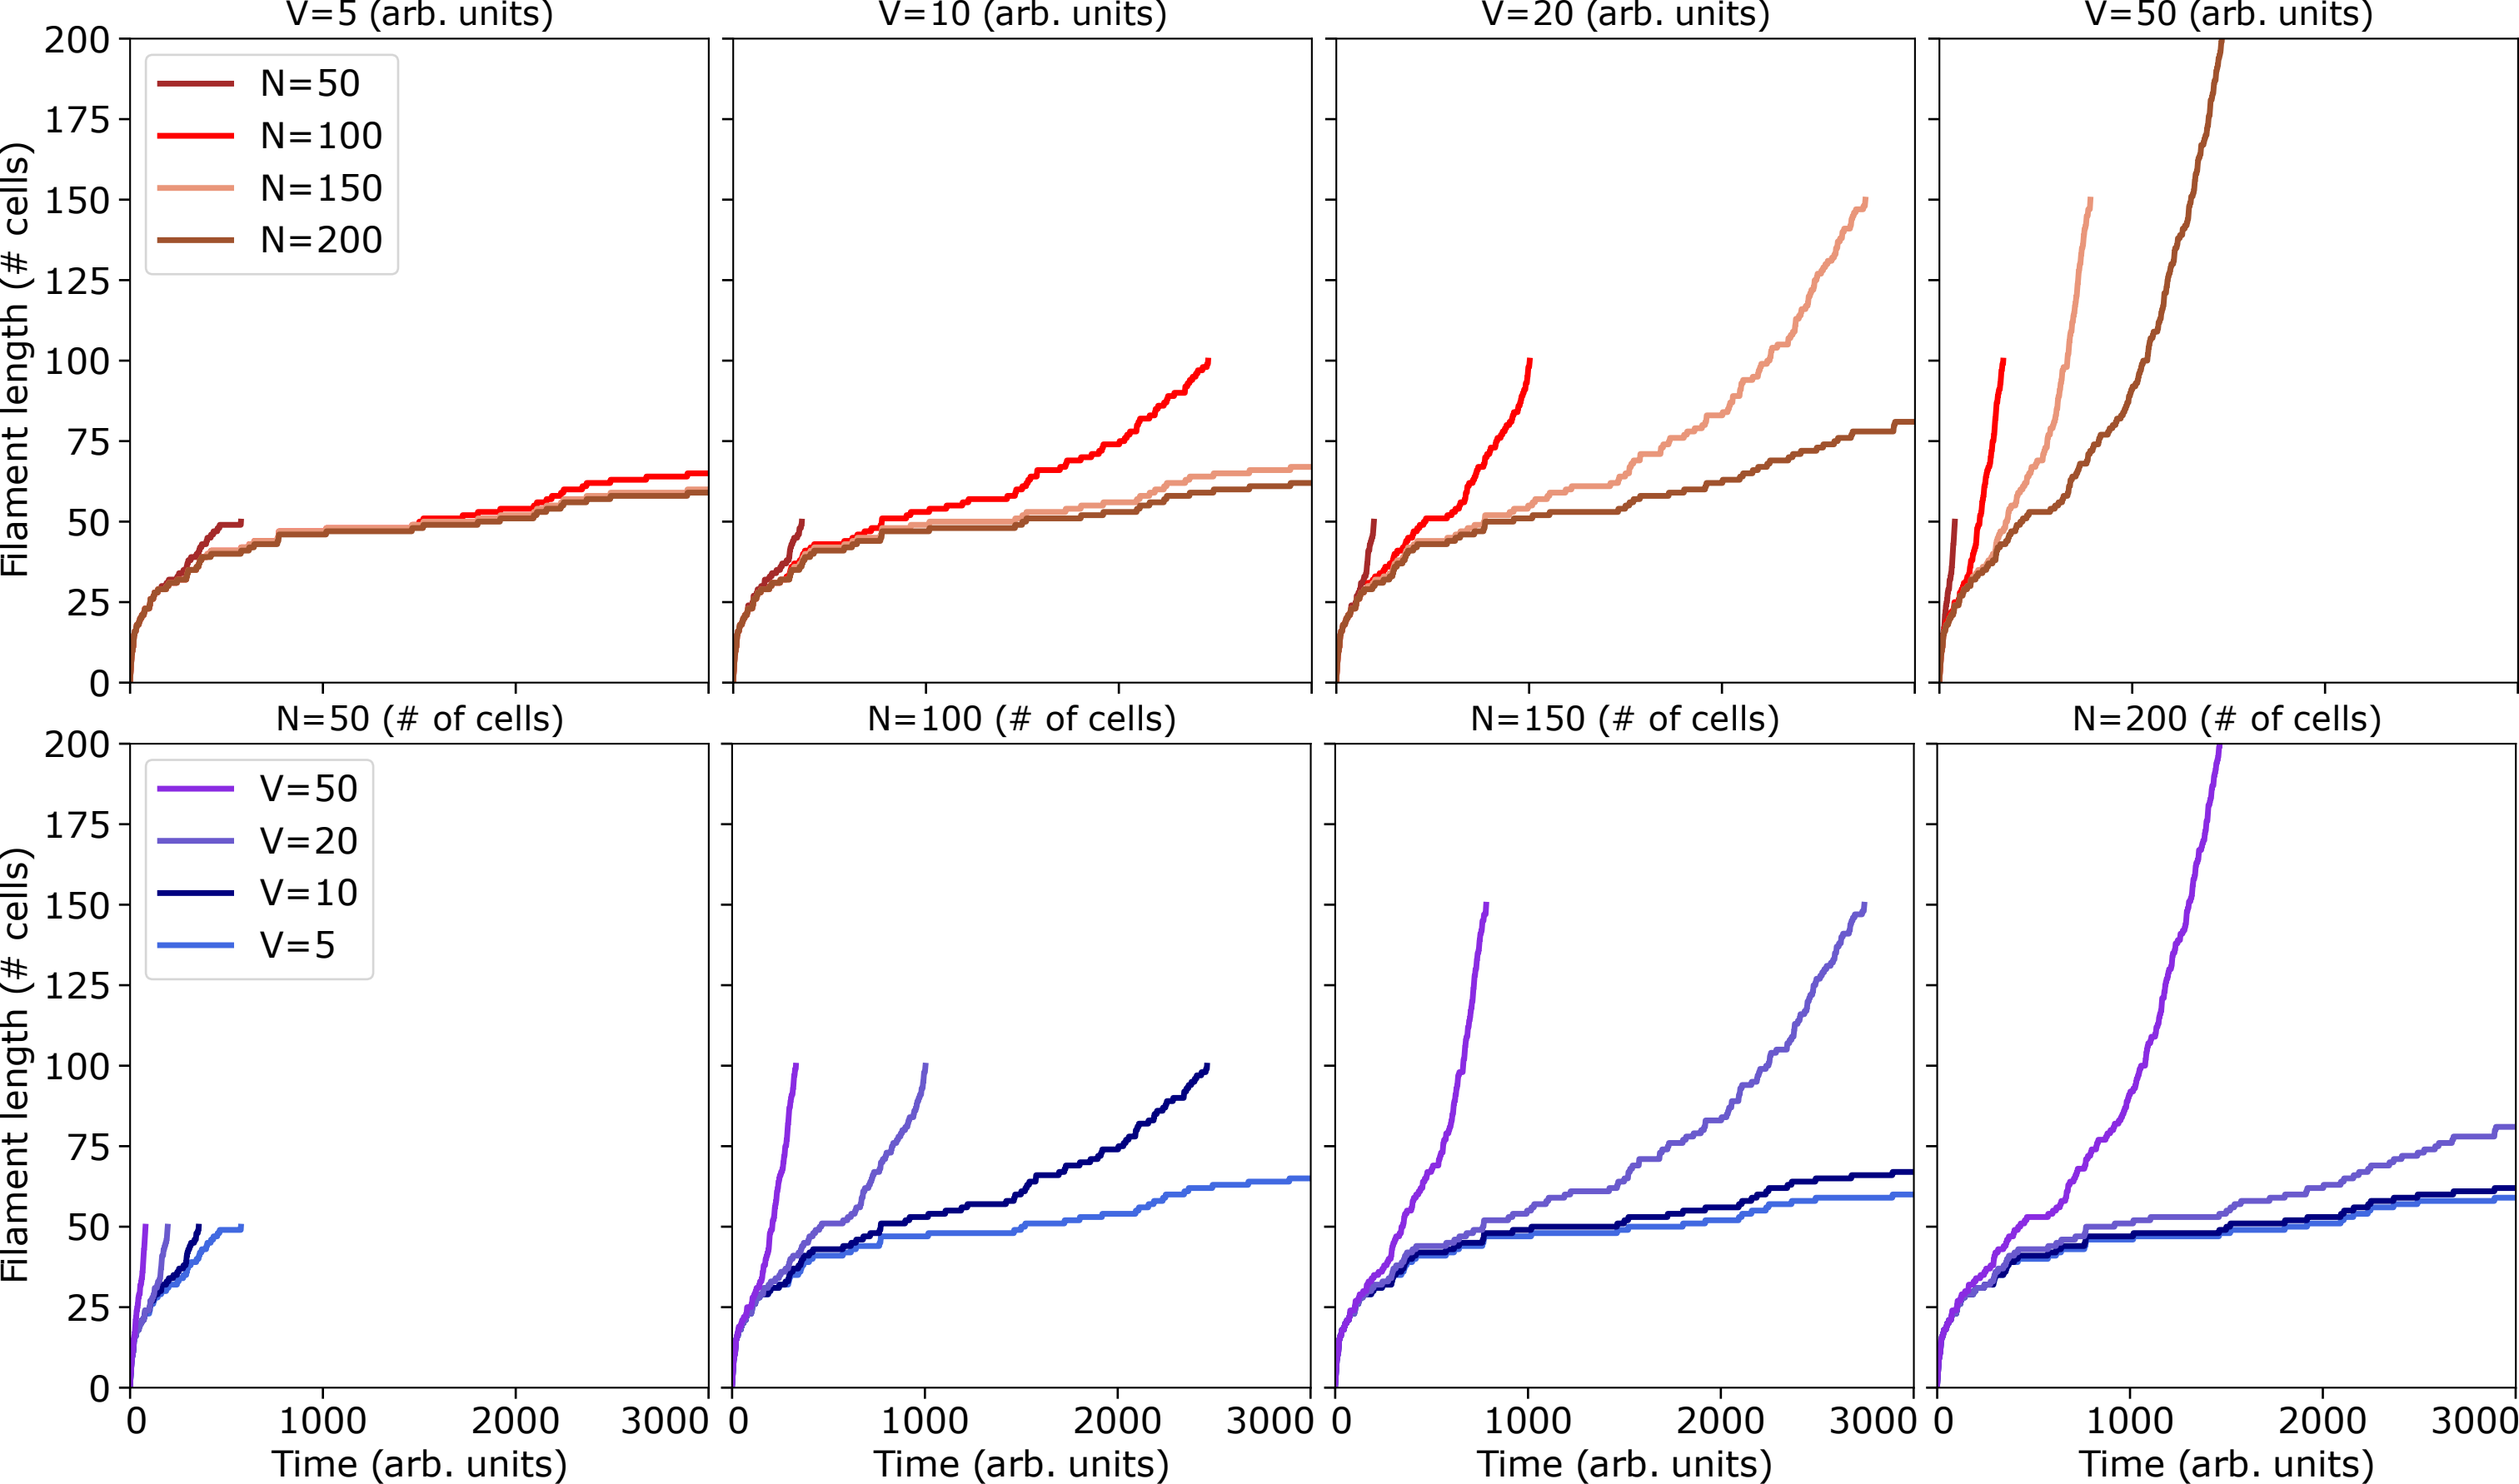 V=5 (arb. units)
V=10 (arb. units)
V=20 (arb. units)
V=50 (arb. units)
200
175
150
125
100
75
50
25
0
Filament length (# cells)
N=50
N=100
N=150
N=200
N=50 (# of cells)
N=100 (# of cells)
N=150 (# of cells)
N=200 (# of cells)
200
175
150
125
100
75
50
25
0
Filament length (# cells)
V=50
V=20
V=10
V=5
0 1000 2000 3000
0 1000 2000 3000
0 1000 2000 3000
0 1000 2000 3000
Time (arb. units)
Time (arb. units)
Time (arb. units)
Time (arb. units)